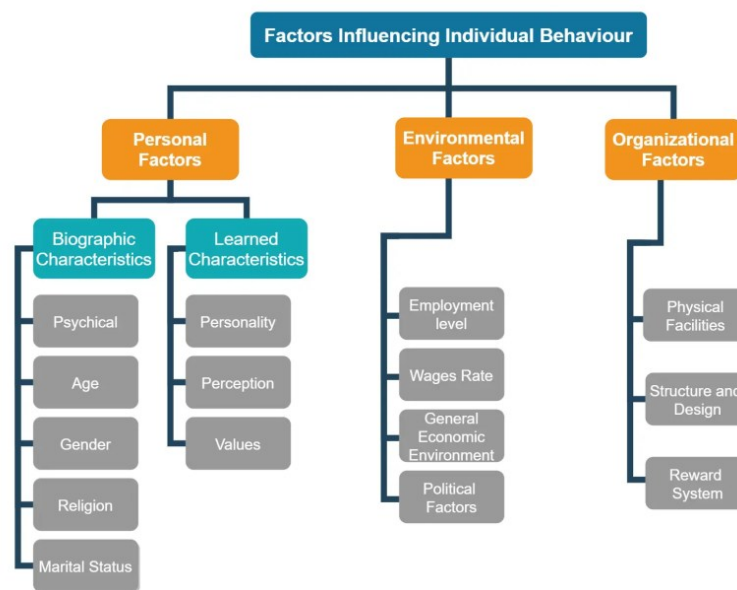 Factors Influencing Individual Behaviour
Personal
Factors
Environmental
Factors
Organizational
Factors
Biographic
Characteristics
Learned
Characteristics
Psychical
Age
Gender
Religion
Marital Status
Personality
Perception
Values
Employment
level
Wages Rate
General
Economic
Environment
Political
Factors
Physical
Facilities
Structure and
Design
Reward
System